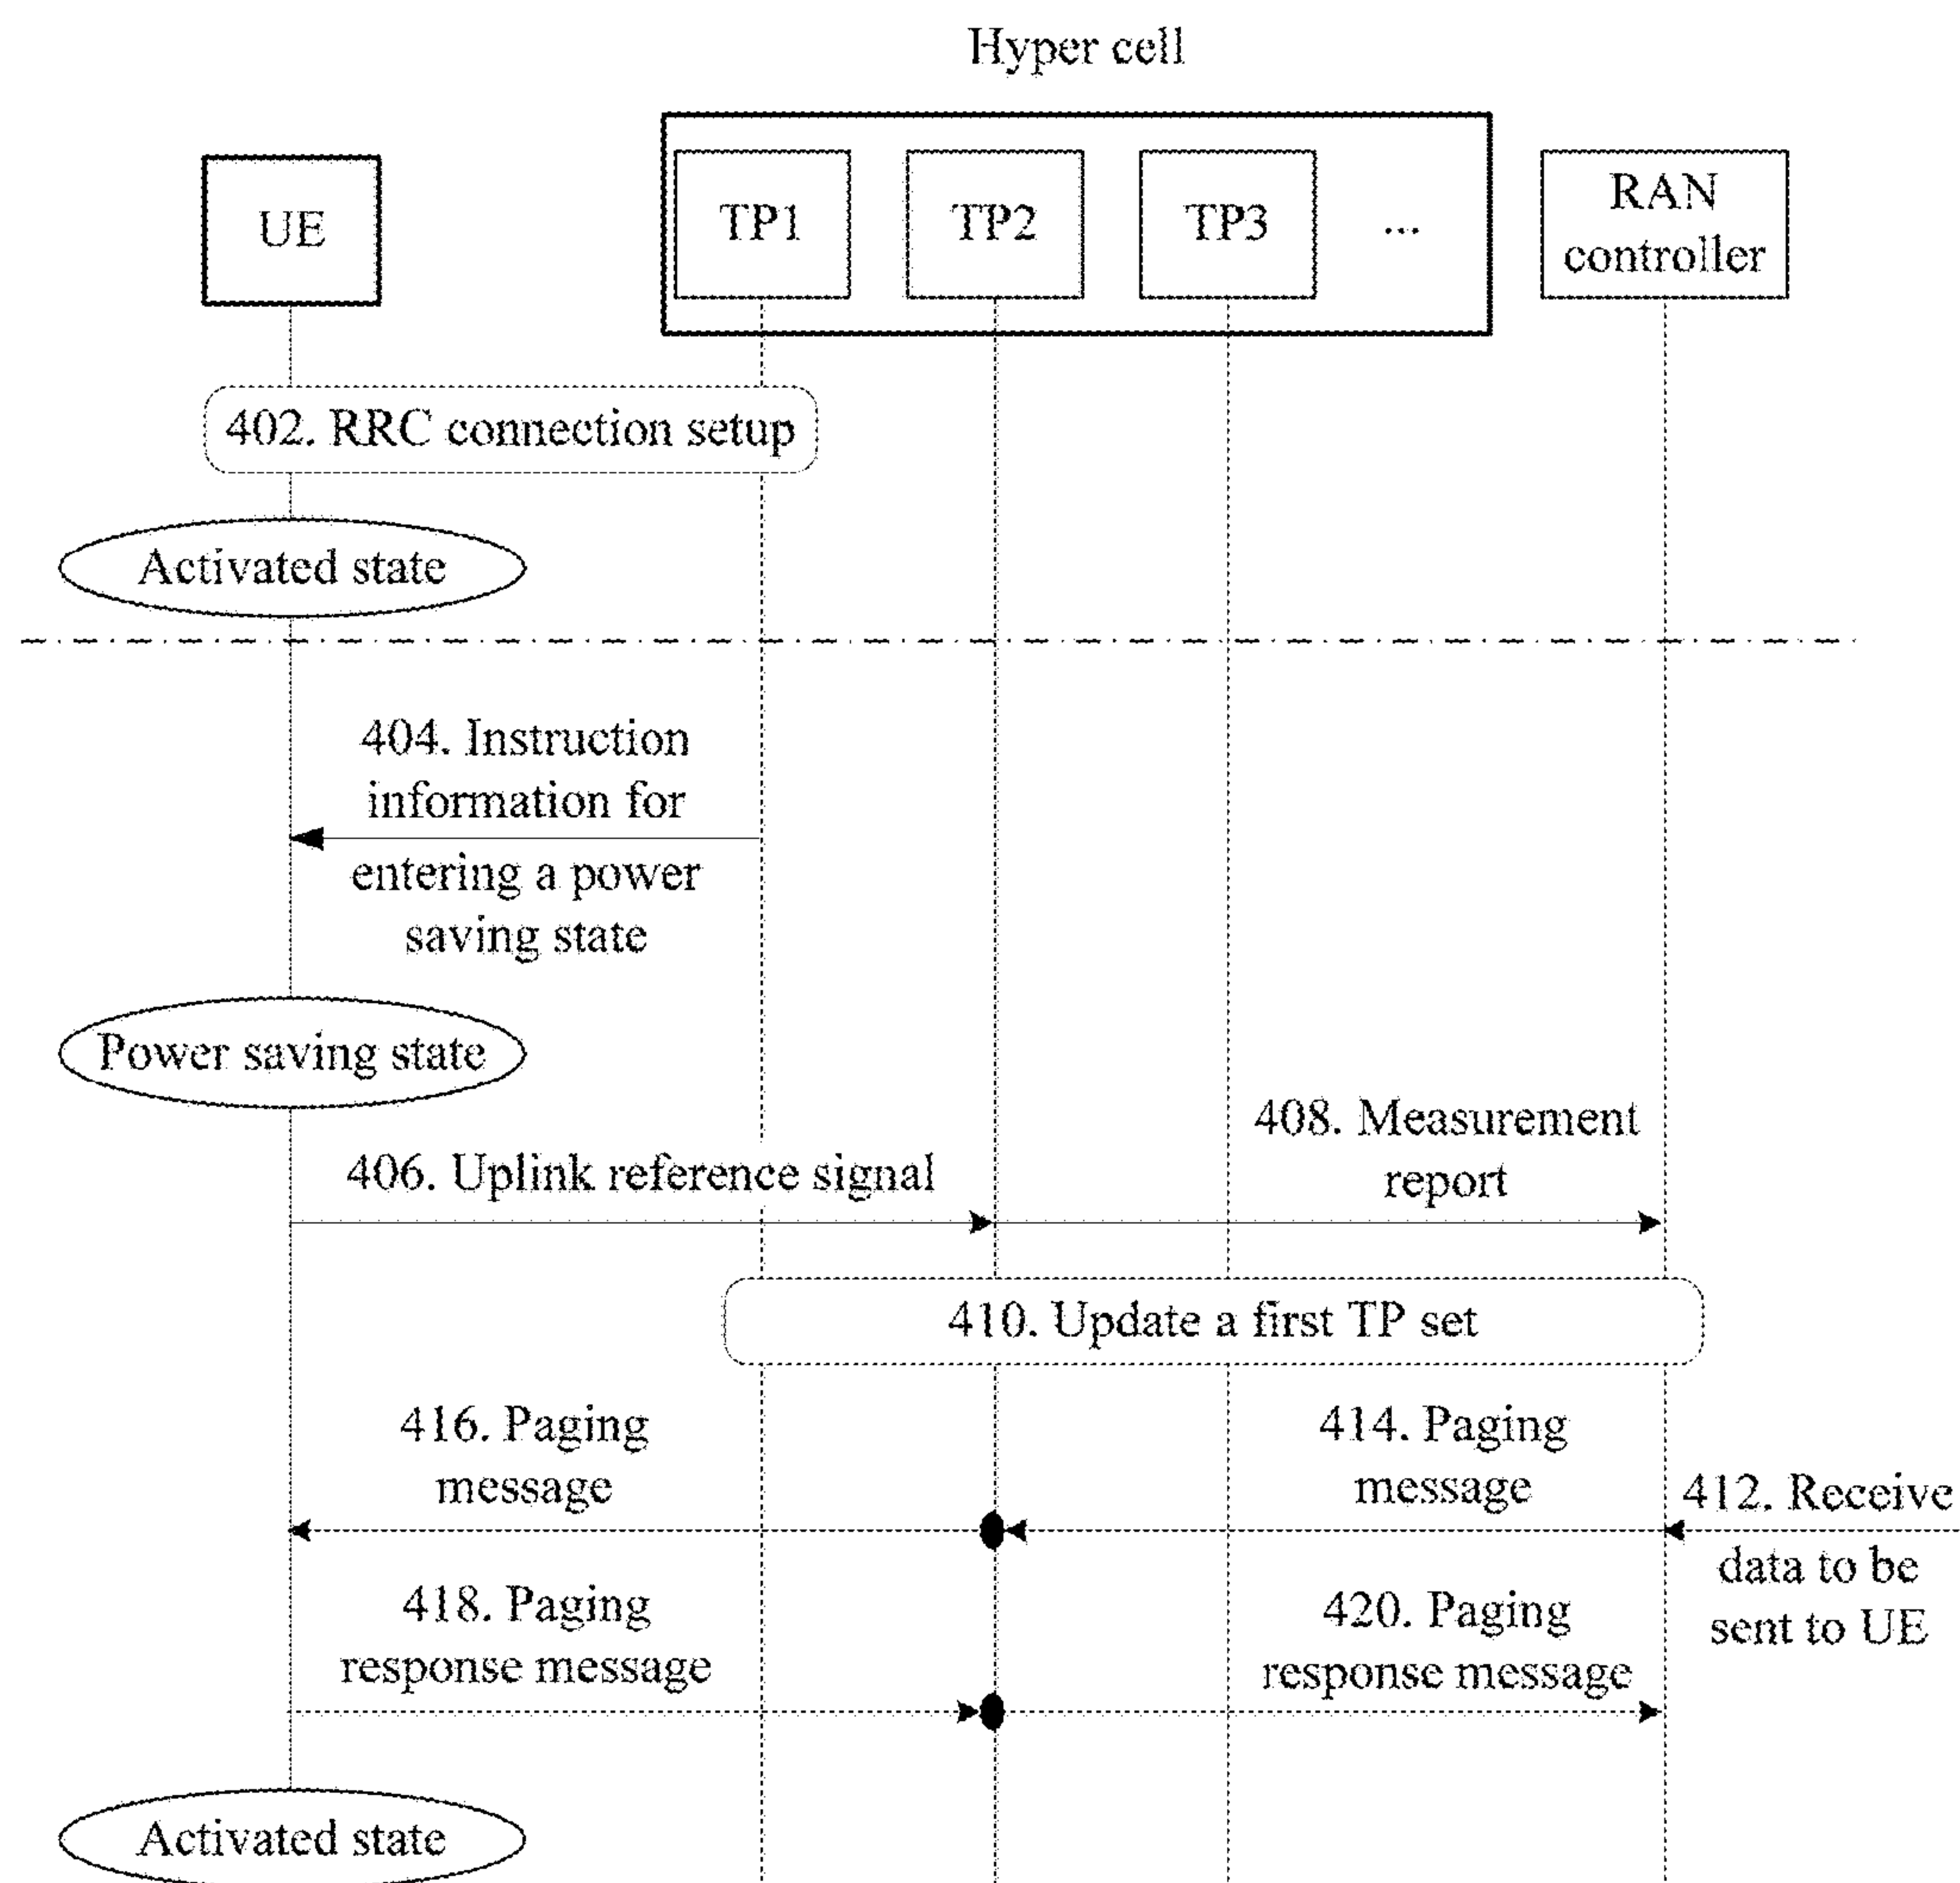 Hyper cell
UE
TP1
TP2
TP3
...
RAN
controller
402. RRC connection setup
Activated state
404. Instruction
information for
entering a power
saving state
Power saving state
406. Uplink reference signal
408. Measurement
report
410. Update a first TP set
416. Paging
message
414. Paging
message
412. Receive
data to be
sent to UE
418. Paging
response message
420. Paging
response message
Activated state